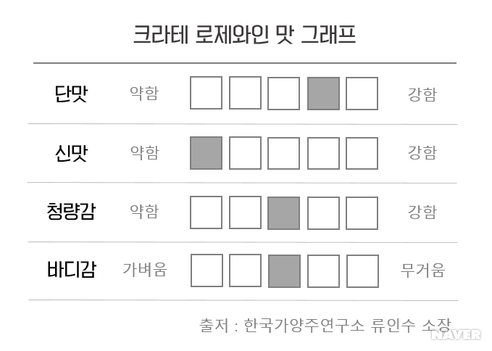 크라테 로제와인 맛 그래프
단맛 약함 강함
신맛 약함 강함
청량감 약함 강함
바디감 가벼움 무거움
출저 : 한국가양주연구소 류인수 소장
NAVER